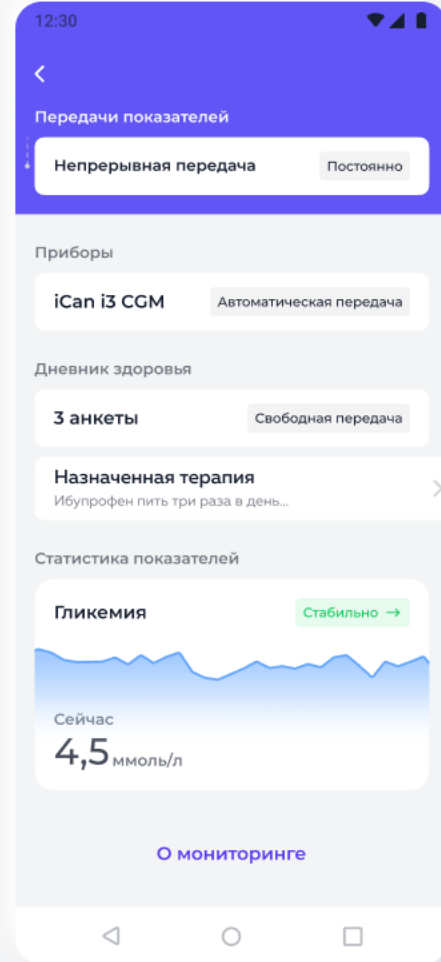 12:30
Передачи показателей
Непрерывная передача Постоянно
Приборы
iCan i3 CGM Автоматическая передача
Дневник здоровья
3 анкеты Свободная передача
Назначенная терапия
Ибупрофен пить три раза в день...
Статистика показателей
Гликемия Стабильно →
Сейчас
4,5 ммоль/л
О мониторинге